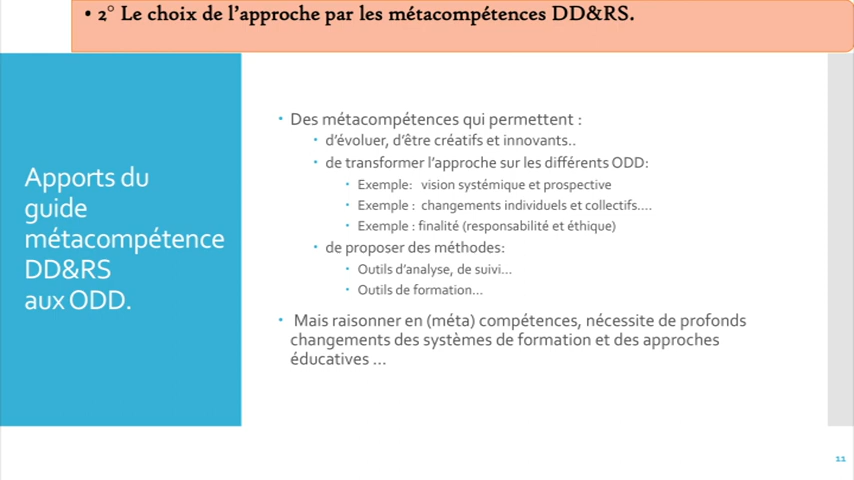 • 2° Le choix de l’approche par les métacompétences DD&RS.
Apports du
guide
métacompétence
DD&RS
aux ODD.
• Des métacompétences qui permettent :
• d’évoluer, d’être créatifs et innovants..
• de transformer l’approche sur les différents ODD:
• Exemple: vision systémique et prospective
• Exemple : changements individuels et collectifs....
• Exemple : finalité (responsabilité et éthique)
• de proposer des méthodes:
• Outils d’analyse, de suivi...
• Outils de formation...
• Mais raisonner en (méta) compétences, nécessite de profonds
changements des systèmes de formation et des approches
éducatives ...
11